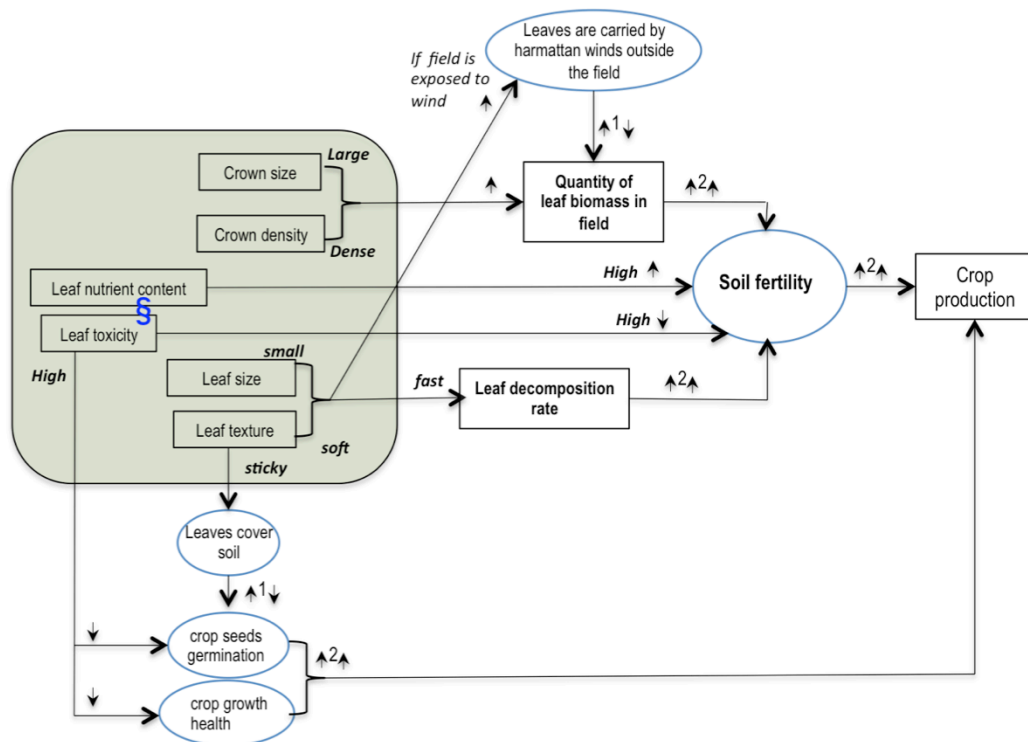 Leaves are carried by
harmattan winds outside
the field
If field is
exposed to
wind ↑
↑1↓
Large
Crown size
Crown density
Dense
↑
Quantity of
leaf biomass in
field
↑2↑
Leaf nutrient content
§
High ↑
Soil fertility
↑2↑
Crop
production
Leaf toxicity
High ↓
High
small
Leaf size
Leaf texture
soft
fast
Leaf decomposition
rate
↑2↑
sticky
Leaves cover
soil
↑1↓
↓
crop seeds
germination
↑2↑
↓
crop growth
health